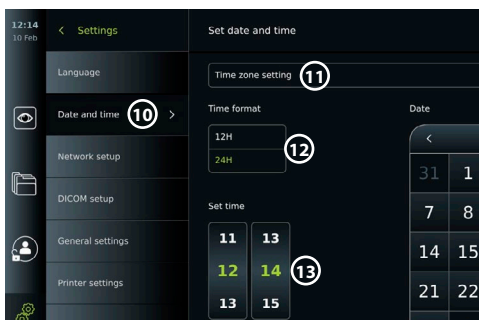 12:14
10 Feb
Settings
Language
Date and time 10
Network setup
DICOM setup
General settings
Printer settings
Set date and time
Time zone setting 11
Time format
12H
24H
12
Set time
11 13
12 14
13 15
13
Date
31 1
7 8
14 15
21 22